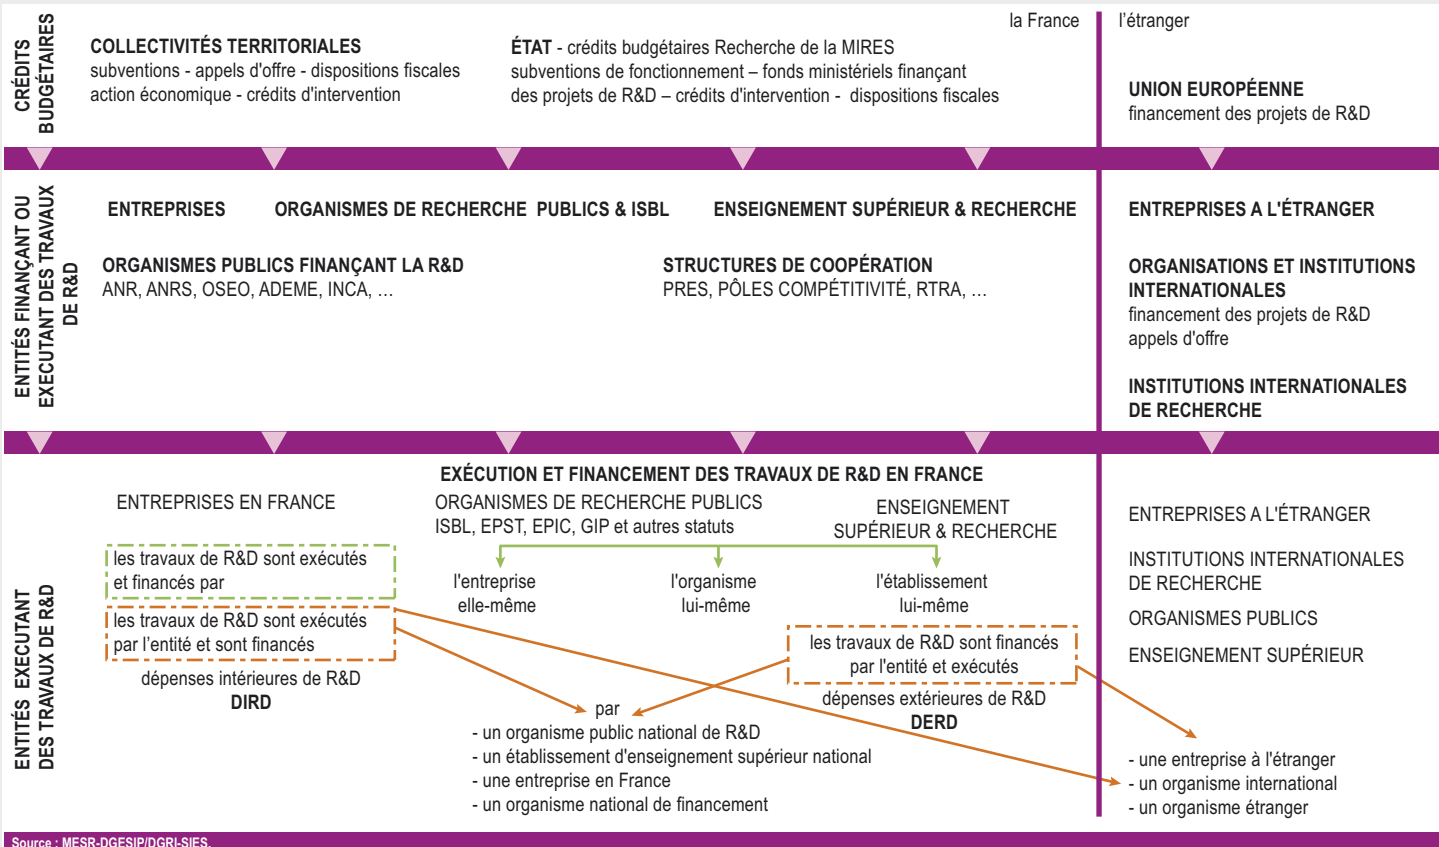 la France
l'étranger
CRÉDITS
BUDGÉTAIRES
COLLECTIVITÉS TERRITORIALES
subventions - appels d'offre - dispositions fiscales
action économique - crédits d'intervention
ÉTAT - crédits budgétaires Recherche de la MIRES
subventions de fonctionnement – fonds ministériels finançant
des projets de R&D – crédits d'intervention - dispositions fiscales
UNION EUROPÉENNE
financement des projets de R&D
ENTITÉS FINANÇANT OU
EXECUTANT DES TRAVAUX
DE R&D
ENTREPRISES
ORGANISMES DE RECHERCHE PUBLICS & ISBL
ENSEIGNEMENT SUPÉRIEUR & RECHERCHE
ORGANISMES PUBLICS FINANÇANT LA R&D
ANR, ANRS, OSEO, ADEME, INCA, …
STRUCTURES DE COOPÉRATION
PRES, PÔLES COMPÉTITIVITÉ, RTRA, …
ENTREPRISES A L'ÉTRANGER
ORGANISATIONS ET INSTITUTIONS
INTERNATIONALES
financement des projets de R&D
appels d'offre
INSTITUTIONS INTERNATIONALES
DE RECHERCHE
ENTITÉS EXECUTANT
DES TRAVAUX DE R&D
EXÉCUTION ET FINANCEMENT DES TRAVAUX DE R&D EN FRANCE
ENTREPRISES EN FRANCE
ORGANISMES DE RECHERCHE PUBLICS
ISBL, EPST, EPIC, GIP et autres statuts
ENSEIGNEMENT
SUPÉRIEUR & RECHERCHE
les travaux de R&D sont exécutés
et financés par
l'entreprise
elle-même
l'organisme
lui-même
l'établissement
lui-même
les travaux de R&D sont exécutés
par l'entité et sont financés
dépenses intérieures de R&D
DIRD
les travaux de R&D sont financés
par l'entité et exécutés
dépenses extérieures de R&D
DERD
par
- un organisme public national de R&D
- un établissement d'enseignement supérieur national
- une entreprise en France
- un organisme national de financement
ENTREPRISES A L'ÉTRANGER
INSTITUTIONS INTERNATIONALES
DE RECHERCHE
ORGANISMES PUBLICS
ENSEIGNEMENT SUPÉRIEUR
- une entreprise à l'étranger
- un organisme international
- un organisme étranger
Source : MESR-DGESIP/DGRI-SIES.